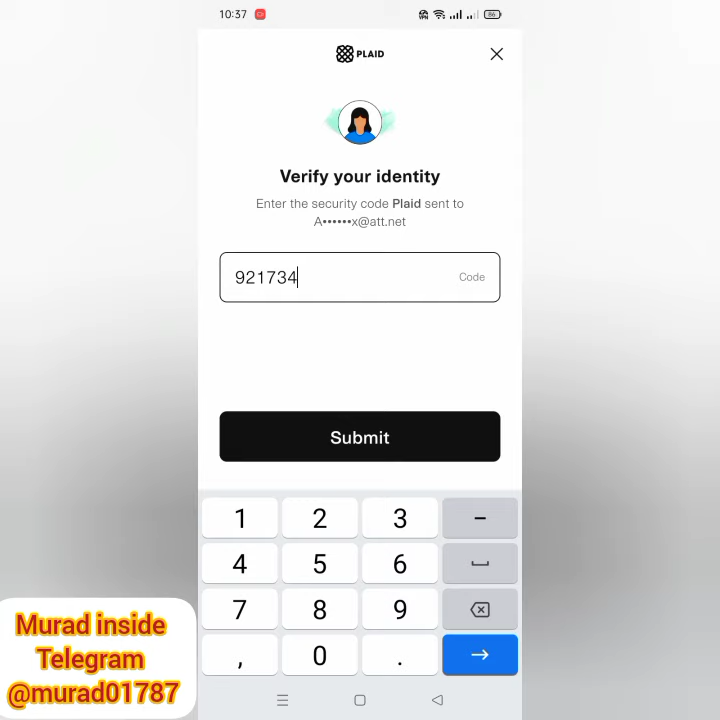 10:37
86
PLAID
Verify your identity
Enter the security code Plaid sent to
A••••••x@att.net
921734
Code
Submit
1 2 3 -
4 5 6
7 8 9
, 0 .
Murad inside
Telegram
@murad01787